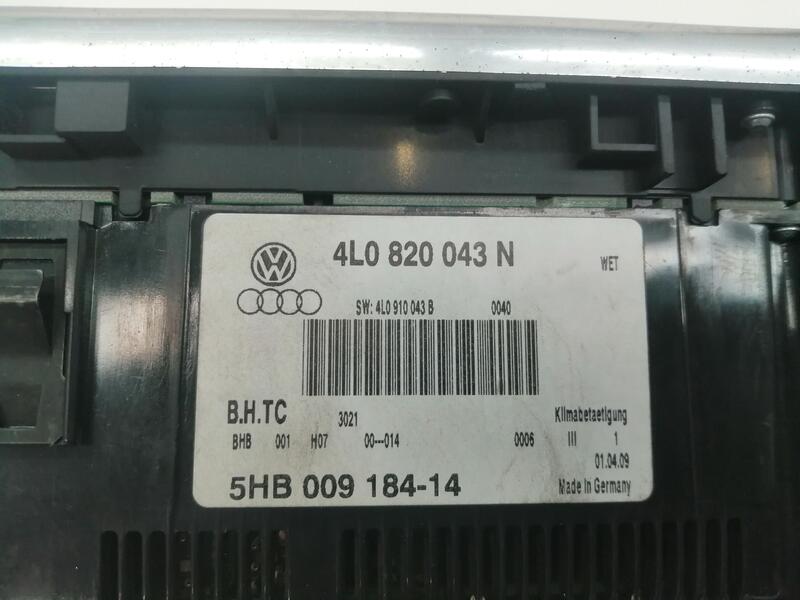 4L0 820 043 N
WET
SW: 4L0 910 043 B 0040
B.H.TC 3021 Klimabetaetigung
BHB 001 H07 00---014 0006 III 1
01.04.09
5HB 009 184-14 Made In Germany